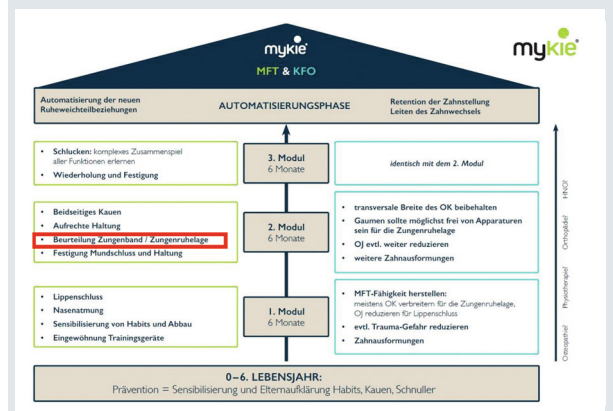 mykie
mykie
MFT & KFO
Automatisierung der neuen
Ruheweichteilbeziehungen
AUTOMATISIERUNGSPHASE
Retention der Zahnstellung
Leiten des Zahnwechsels
• Schlucken: komplexes Zusammenspiel
aller Funktionen erlernen
• Wiederholung und Festigung
3. Modul
6 Monate
identisch mit dem 2. Modul
• Beidseitiges Kauen
• Aufrechte Haltung
• Beurteilung Zungenband / Zungenruhelage
• Festigung Mundschluss und Haltung
2. Modul
6 Monate
• transversale Breite des OK beibehalten
• Gaumen sollte möglichst frei von Apparaturen
sein für die Zungenruhelage
• OJ evtl. weiter reduzieren
• weitere Zahnausformungen
• Lippenschluss
• Nasenatmung
• Sensibilisierung von Habits und Abbau
• Eingewöhnung Trainingsgeräte
1. Modul
6 Monate
• MFT-Fähigkeit herstellen:
meistens OK verbreitern für die Zungenruhelage,
OJ reduzieren für Lippenschluss
• evtl. Trauma-Gefahr reduzieren
• Zahnausformungen
Osteopathie? Physiotherapie? Orthopädie? HNO?
0–6. LEBENSJAHR:
Prävention = Sensibilisierung und Elternaufklärung Habits, Kauen, Schnuller